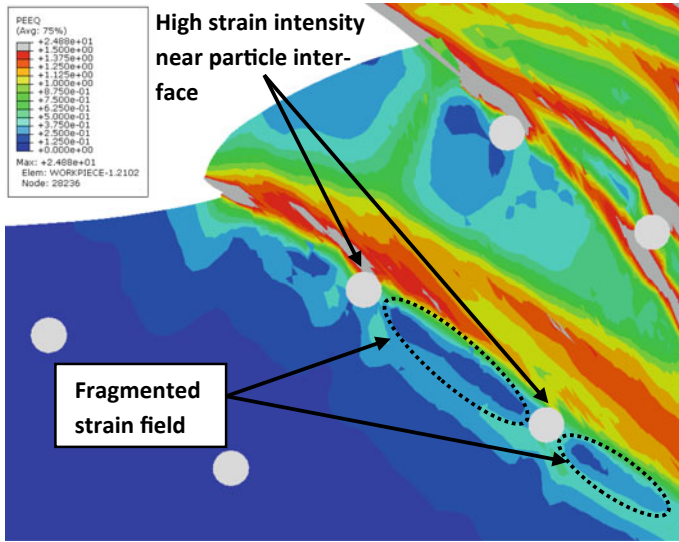 PEEQ
(Avg: 75%)
+2.488e+01
+1.500e+00
+1.375e+00
+1.250e+00
+1.125e+00
+1.000e+00
+8.750e-01
+7.500e-01
+6.250e-01
+5.000e-01
+3.750e-01
+2.500e-01
+1.250e-01
+0.000e+00
Max: +2.488e+01
Elem: WORKPIECE-1.2102
Node: 28236
High strain intensity
near particle inter-
face
Fragmented
strain field